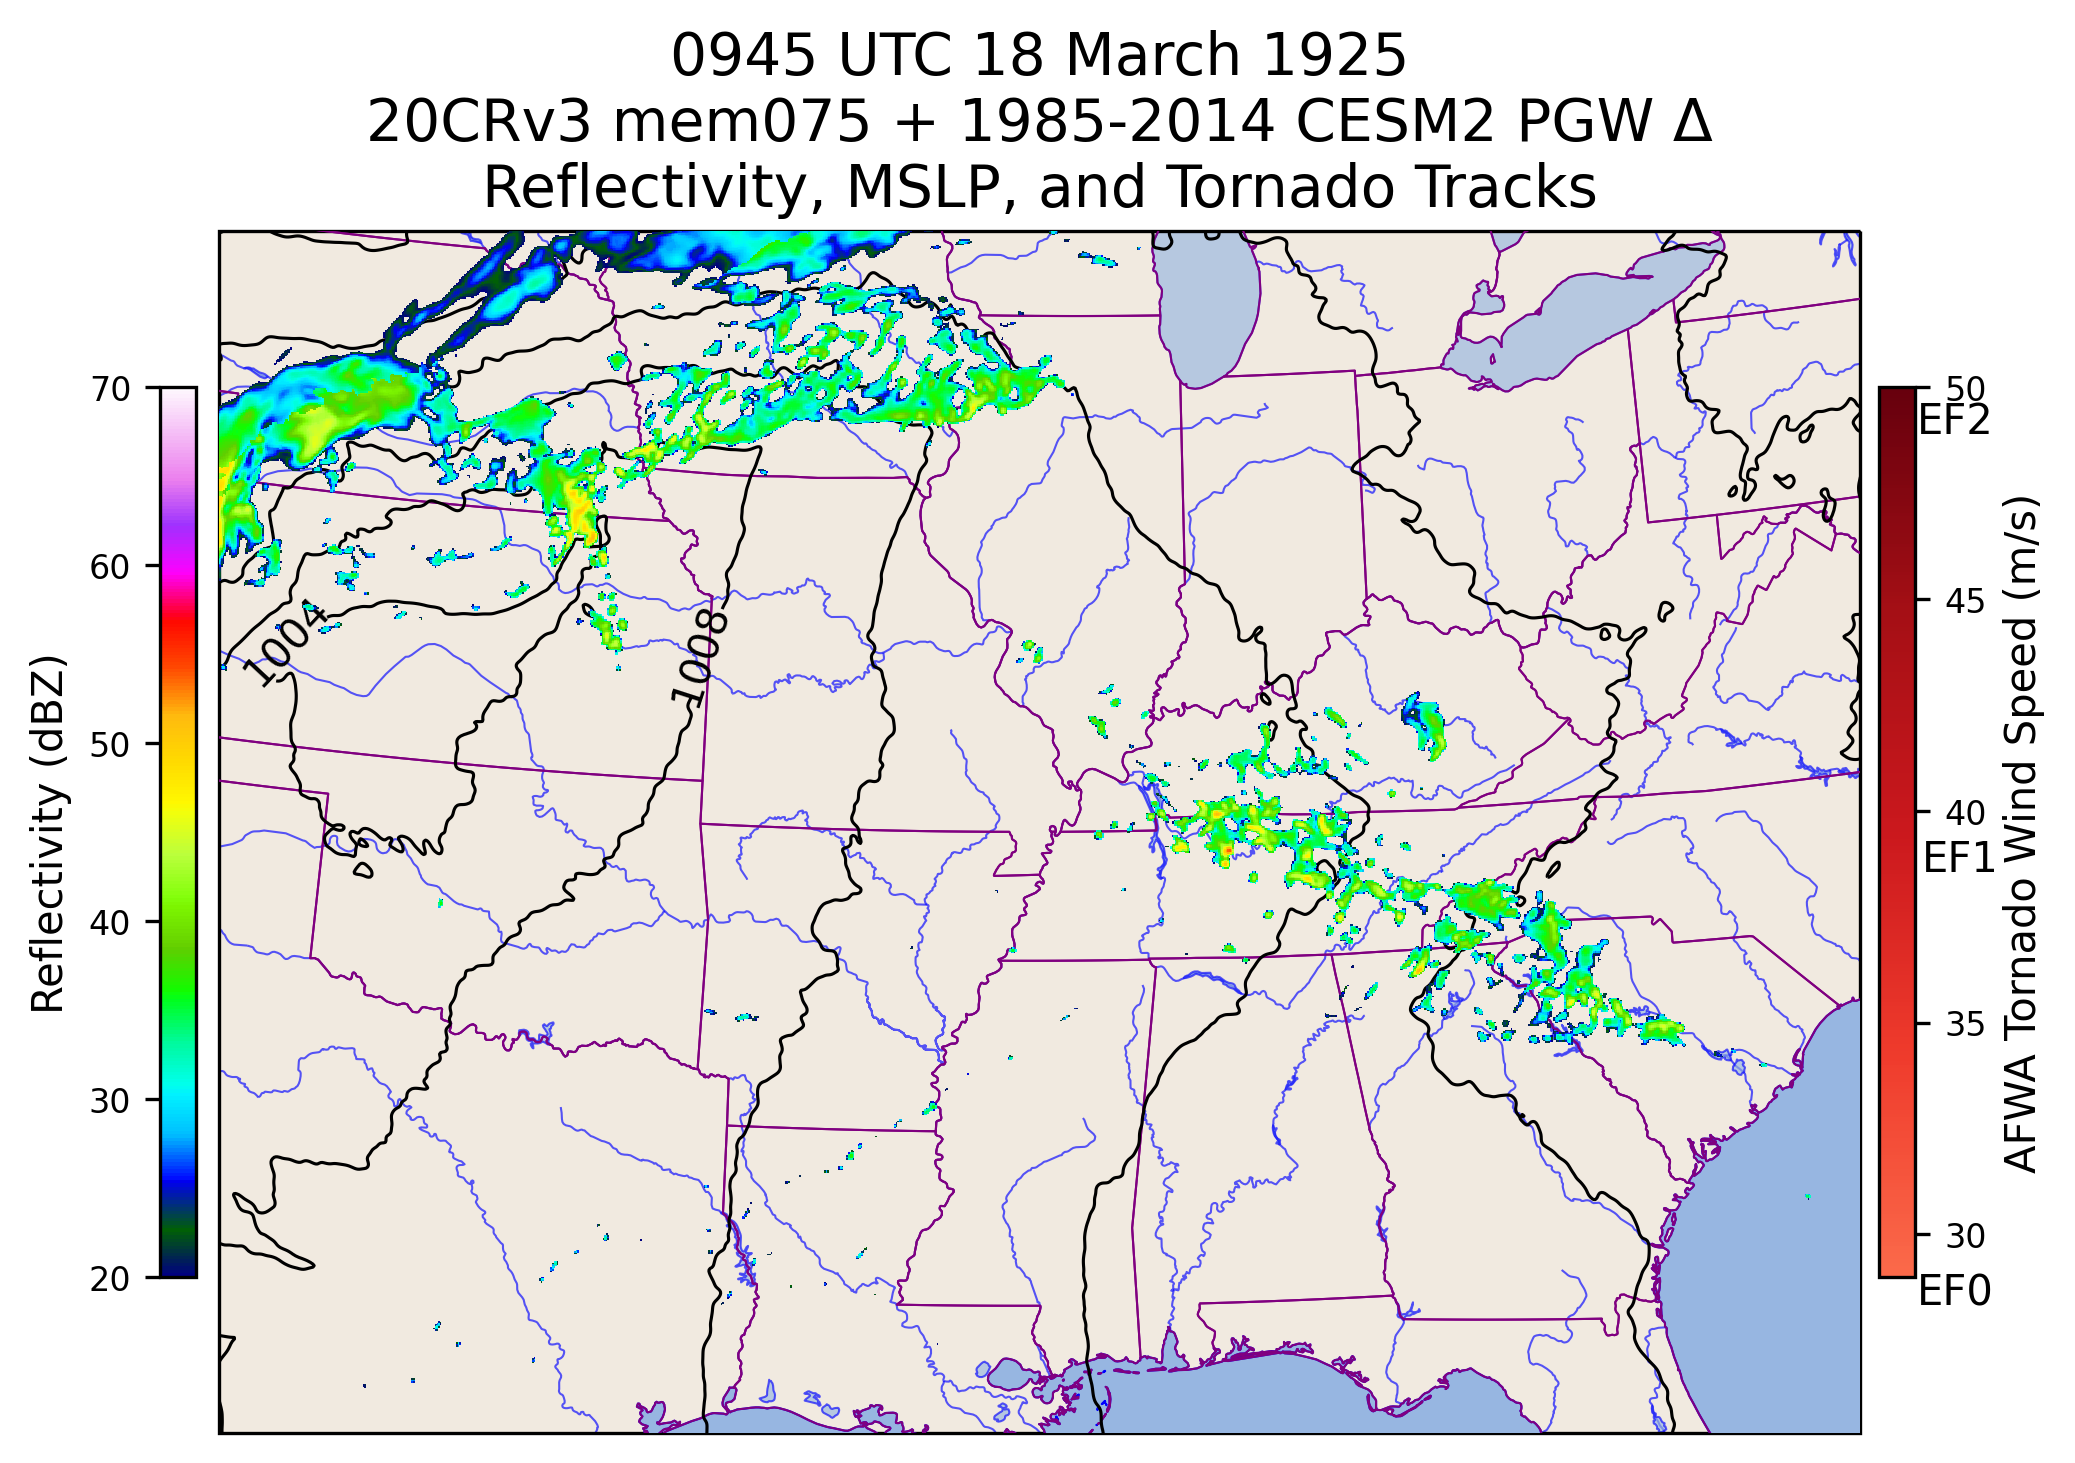 0945 UTC 18 March 1925
20CRv3 mem075 + 1985-2014 CESM2 PGW Δ
Reflectivity, MSLP, and Tornado Tracks
70
60
50
40
30
20
Reflectivity (dBZ)
1004
1008
50
EF2
45
40
EF1
35
30
EF0
AFWA Tornado Wind Speed (m/s)